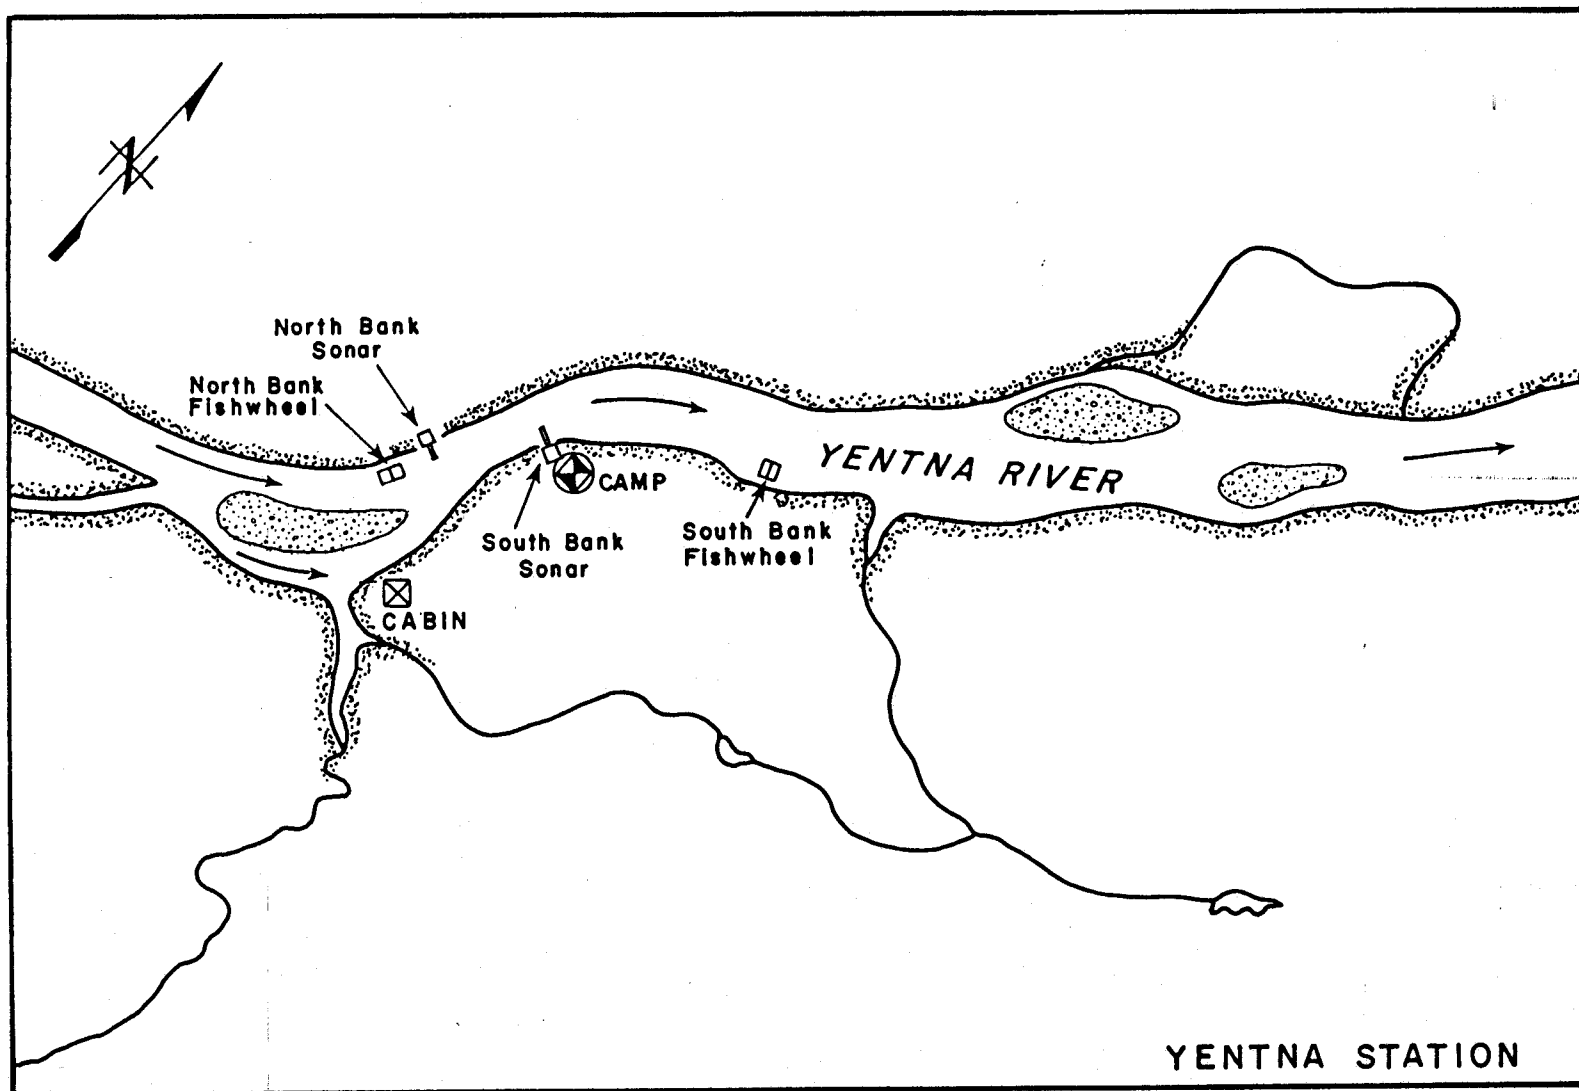 N
North Bank
Sonar
North Bank
Fishwheel
YENTNA RIVER
CAMP
South Bank
Sonar
South Bank
Fishwheel
CABIN
YENTNA STATION